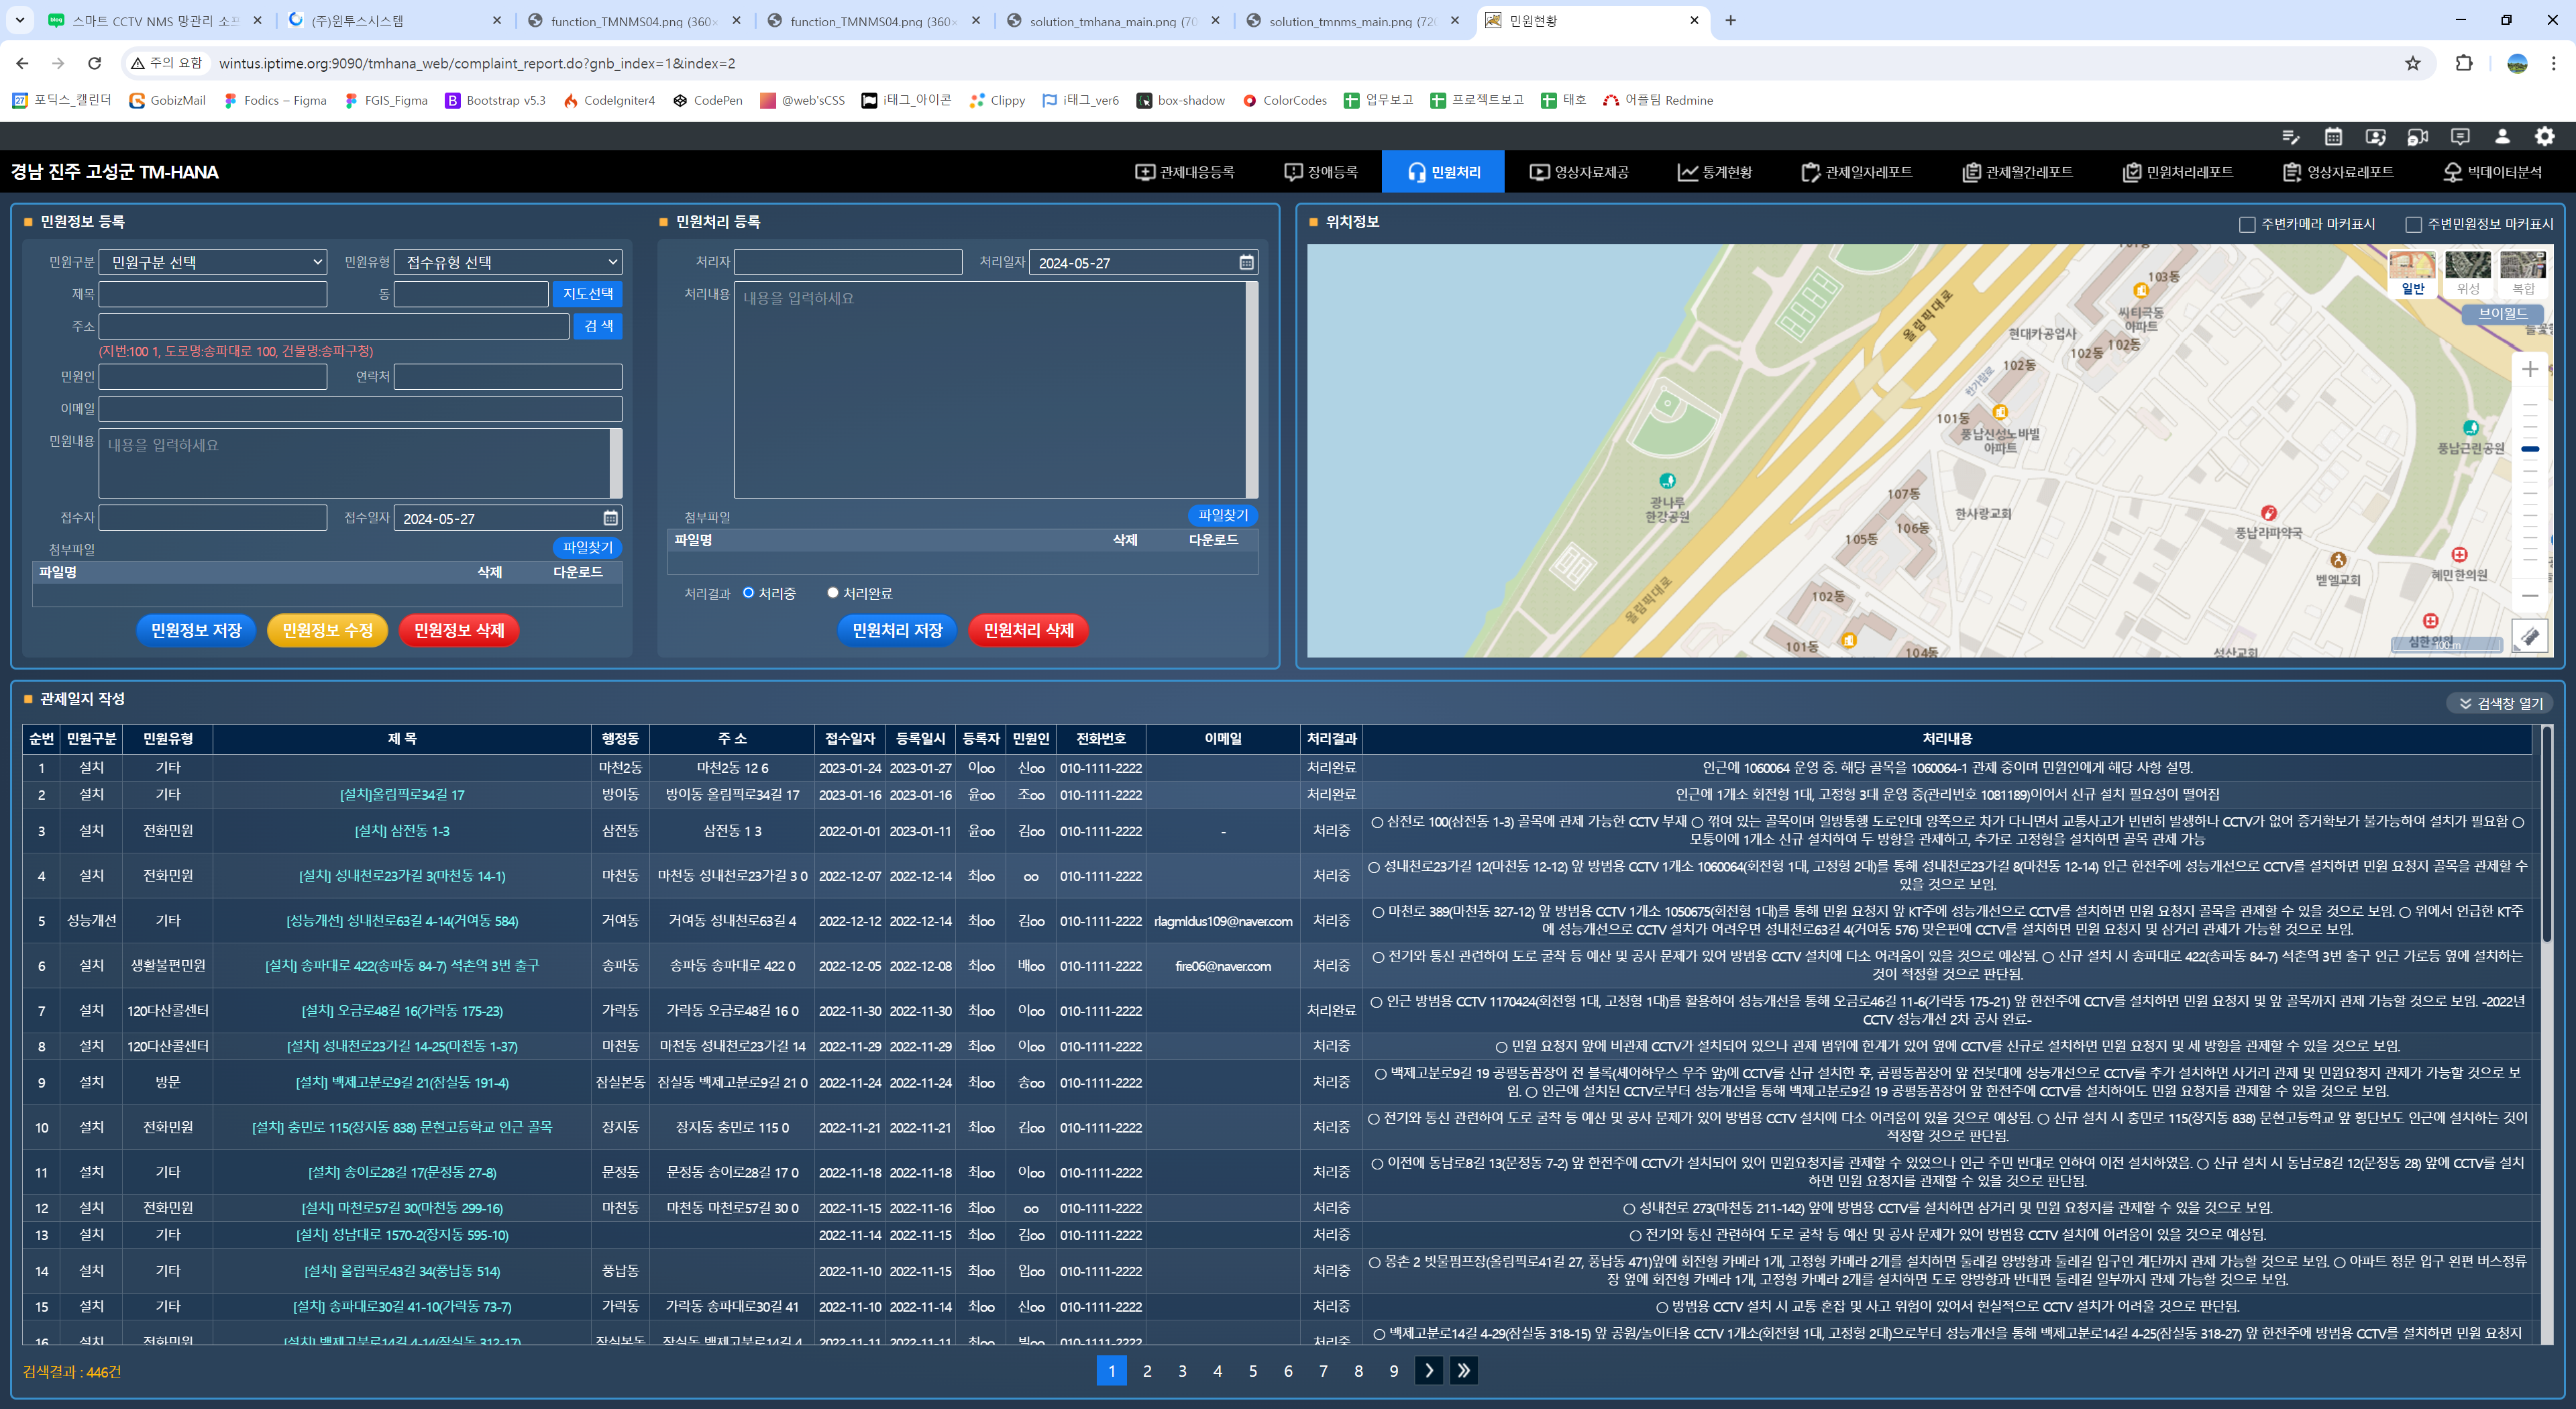 스마트 CCTV NMS 망관리 소프
(주)윈투스시스템
function_TMNMS04.png (360×
function_TMNMS04.png (360×
solution_tmhana_main.png (70
solution_tmnms_main.png (720
민원현황
주의 요함
wintus.iptime.org:9090/tmhana_web/complaint_report.do?gnb_index=1&index=2
포딕스_캘린더
GobizMail
Fodics – Figma
FGIS_Figma
Bootstrap v5.3
CodeIgniter4
CodePen
@web'sCSS
i태그_아이콘
Clippy
i태그_ver6
box-shadow
ColorCodes
업무보고
프로젝트보고
태호
어플팀 Redmine
경남 진주 고성군 TM-HANA
관제대응등록
장애등록
민원처리
영상자료제공
통계현황
관제일자레포트
관제월간레포트
민원처리레포트
영상자료레포트
빅데이터분석
민원정보 등록
민원구분 민원구분 선택 민원유형 접수유형 선택
제목 동 지도선택
주소 검 색
(지번:100 1, 도로명:송파대로 100, 건물명:송파구청)
민원인 연락처
이메일
민원내용 내용을 입력하세요
접수자 접수일자 2024-05-27
첨부파일 파일찾기
파일명 삭제 다운로드
민원정보 저장 민원정보 수정 민원정보 삭제
민원처리 등록
처리자 처리일자 2024-05-27
처리내용 내용을 입력하세요
첨부파일 파일찾기
파일명 삭제 다운로드
처리결과 처리중 처리완료
민원처리 저장 민원처리 삭제
위치정보
주변카메라 마커표시 주변민원정보 마커표시
일반 위성 복합
브이월드
103동
씨티극동
아파트
현대카공업사
102동
102동
102동
올림픽대로
한가람로
101동
풍납신성노바빌
아파트
풍납근린공원
광나루
한강공원
107동
106동
105동
한사랑교회
풍납라파약국
벧엘교회
혜민한의원
102동
올림픽대로
101동
104동
성산교회
심한의원
100 m
관제일지 작성
검색창 열기
순번 민원구분 민원유형 제 목 행정동 주 소 접수일자 등록일시 등록자 민원인 전화번호 이메일 처리결과 처리내용
1 설치 기타 마천2동 마천2동 12 6 2023-01-24 2023-01-27 이oo 신oo 010-1111-2222 처리완료 인근에 1060064 운영 중. 해당 골목을 1060064-1 관제 중이며 민원인에게 해당 사항 설명.
2 설치 기타 [설치]올림픽로34길 17 방이동 방이동 올림픽로34길 17 2023-01-16 2023-01-16 윤oo 조oo 010-1111-2222 처리완료 인근에 1개소 회전형 1대, 고정형 3대 운영 중(관리번호 1081189)이어서 신규 설치 필요성이 떨어짐
3 설치 전화민원 [설치] 삼전동 1-3 삼전동 삼전동 1 3 2022-01-01 2023-01-11 윤oo 김oo 010-1111-2222 - 처리중 ○ 삼전로 100(삼전동 1-3) 골목에 관제 가능한 CCTV 부재 ○ 꺾여 있는 골목이며 일방통행 도로인데 양쪽으로 차가 다니면서 교통사고가 빈번히 발생하나 CCTV가 없어 증거확보가 불가능하여 설치가 필요함 ○
모퉁이에 1개소 신규 설치하여 두 방향을 관제하고, 추가로 고정형을 설치하면 골목 관제 가능
4 설치 전화민원 [설치] 성내천로23가길 3(마천동 14-1) 마천동 마천동 성내천로23가길 3 0 2022-12-07 2022-12-14 최oo oo 010-1111-2222 처리중 ○ 성내천로23가길 12(마천동 12-12) 앞 방범용 CCTV 1개소 1060064(회전형 1대, 고정형 2대)를 통해 성내천로23가길 8(마천동 12-14) 인근 한전주에 성능개선으로 CCTV를 설치하면 민원 요청지 골목을 관제할 수
있을 것으로 보임.
5 성능개선 기타 [성능개선] 성내천로63길 4-14(거여동 584) 거여동 거여동 성내천로63길 4 2022-12-12 2022-12-14 최oo 김oo 010-1111-2222 rlagmldus109@naver.com 처리중 ○ 마천로 389(마천동 327-12) 앞 방범용 CCTV 1개소 1050675(회전형 1대)를 통해 민원 요청지 앞 KT주에 성능개선으로 CCTV를 설치하면 민원 요청지 골목을 관제할 수 있을 것으로 보임. ○ 위에서 언급한 KT주
에 성능개선으로 CCTV 설치가 어려우면 성내천로63길 4(거여동 576) 맞은편에 CCTV를 설치하면 민원 요청지 및 삼거리 관제가 가능할 것으로 보임.
6 설치 생활불편민원 [설치] 송파대로 422(송파동 84-7) 석촌역 3번 출구 송파동 송파동 송파대로 422 0 2022-12-05 2022-12-08 최oo 배oo 010-1111-2222 fire06@naver.com 처리중 ○ 전기와 통신 관련하여 도로 굴착 등 예산 및 공사 문제가 있어 방범용 CCTV 설치에 다소 어려움이 있을 것으로 예상됨. ○ 신규 설치 시 송파대로 422(송파동 84-7) 석촌역 3번 출구 인근 가로등 옆에 설치하는
것이 적정할 것으로 판단됨.
7 설치 120다산콜센터 [설치] 오금로48길 16(가락동 175-23) 가락동 가락동 오금로48길 16 0 2022-11-30 2022-11-30 최oo 이oo 010-1111-2222 처리완료 ○ 인근 방범용 CCTV 1170424(회전형 1대, 고정형 1대)를 활용하여 성능개선을 통해 오금로46길 11-6(가락동 175-21) 앞 한전주에 CCTV를 설치하면 민원 요청지 및 앞 골목까지 관제 가능할 것으로 보임. -2022년
CCTV 성능개선 2차 공사 완료-
8 설치 120다산콜센터 [설치] 성내천로23가길 14-25(마천동 1-37) 마천동 마천동 성내천로23가길 14 2022-11-29 2022-11-29 최oo 이oo 010-1111-2222 처리중 ○ 민원 요청지 앞에 비관제 CCTV가 설치되어 있으나 관제 범위에 한계가 있어 옆에 CCTV를 신규로 설치하면 민원 요청지 및 세 방향을 관제할 수 있을 것으로 보임.
9 설치 방문 [설치] 백제고분로9길 21(잠실동 191-4) 잠실본동 잠실동 백제고분로9길 21 0 2022-11-24 2022-11-24 최oo 송oo 010-1111-2222 처리중 ○ 백제고분로9길 19 공평동꼼장어 전 블록(셰어하우스 우주 앞)에 CCTV를 신규 설치한 후, 곰평동꼼장어 앞 전봇대에 성능개선으로 CCTV를 추가 설치하면 사거리 관제 및 민원요청지 관제가 가능할 것으로 보
임. ○ 인근에 설치된 CCTV로부터 성능개선을 통해 백제고분로9길 19 공평동꼼장어 앞 한전주에 CCTV를 설치하여도 민원 요청지를 관제할 수 있을 것으로 보임.
10 설치 전화민원 [설치] 충민로 115(장지동 838) 문현고등학교 인근 골목 장지동 장지동 충민로 115 0 2022-11-21 2022-11-21 최oo 김oo 010-1111-2222 처리중 ○ 전기와 통신 관련하여 도로 굴착 등 예산 및 공사 문제가 있어 방범용 CCTV 설치에 다소 어려움이 있을 것으로 예상됨. ○ 신규 설치 시 충민로 115(장지동 838) 문현고등학교 앞 횡단보도 인근에 설치하는 것이
적정할 것으로 판단됨.
11 설치 기타 [설치] 송이로28길 17(문정동 27-8) 문정동 문정동 송이로28길 17 0 2022-11-18 2022-11-18 최oo 이oo 010-1111-2222 처리중 ○ 이전에 동남로8길 13(문정동 7-2) 앞 한전주에 CCTV가 설치되어 있어 민원요청지를 관제할 수 있었으나 인근 주민 반대로 인하여 이전 설치하였음. ○ 신규 설치 시 동남로8길 12(문정동 28) 앞에 CCTV를 설치
하면 민원 요청지를 관제할 수 있을 것으로 판단됨.
12 설치 전화민원 [설치] 마천로57길 30(마천동 299-16) 마천동 마천동 마천로57길 30 0 2022-11-15 2022-11-16 최oo oo 010-1111-2222 처리중 ○ 성내천로 273(마천동 211-142) 앞에 방범용 CCTV를 설치하면 삼거리 및 민원 요청지를 관제할 수 있을 것으로 보임.
13 설치 기타 [설치] 성남대로 1570-2(장지동 595-10) 2022-11-14 2022-11-15 최oo 김oo 010-1111-2222 처리중 ○ 전기와 통신 관련하여 도로 굴착 등 예산 및 공사 문제가 있어 방범용 CCTV 설치에 어려움이 있을 것으로 예상됨.
14 설치 기타 [설치] 올림픽로43길 34(풍납동 514) 풍납동 2022-11-10 2022-11-15 최oo 입oo 010-1111-2222 처리중 ○ 몽촌 2 빗물펌프장(올림픽로41길 27, 풍납동 471)앞에 회전형 카메라 1개, 고정형 카메라 2개를 설치하면 둘레길 양방향과 둘레길 입구인 계단까지 관제 가능할 것으로 보임. ○ 아파트 정문 입구 왼편 버스정류
장 옆에 회전형 카메라 1개, 고정형 카메라 2개를 설치하면 도로 양방향과 반대편 둘레길 일부까지 관제 가능할 것으로 보임.
15 설치 기타 [설치] 송파대로30길 41-10(가락동 73-7) 가락동 가락동 송파대로30길 41 2022-11-10 2022-11-14 최oo 신oo 010-1111-2222 처리중 ○ 방범용 CCTV 설치 시 교통 혼잡 및 사고 위험이 있어서 현실적으로 CCTV 설치가 어려울 것으로 판단됨.
16 설치 전화민원 [설치] 백제고분로14길 4-14(잠실동 312-17) 잠실본동 잠실동 백제고분로14길 4 2022-11-11 2022-11-11 최oo 010-1111-2222 처리중 ○ 백제고분로14길 4-29(잠실동 318-15) 앞 공원/놀이터용 CCTV 1개소(회전형 1대, 고정형 2대)으로부터 성능개선을 통해 백제고분로14길 4-25(잠실동 318-27) 앞 한전주에 방범용 CCTV를 설치하면 민원 요청지
검색결과 : 446건
1 2 3 4 5 6 7 8 9